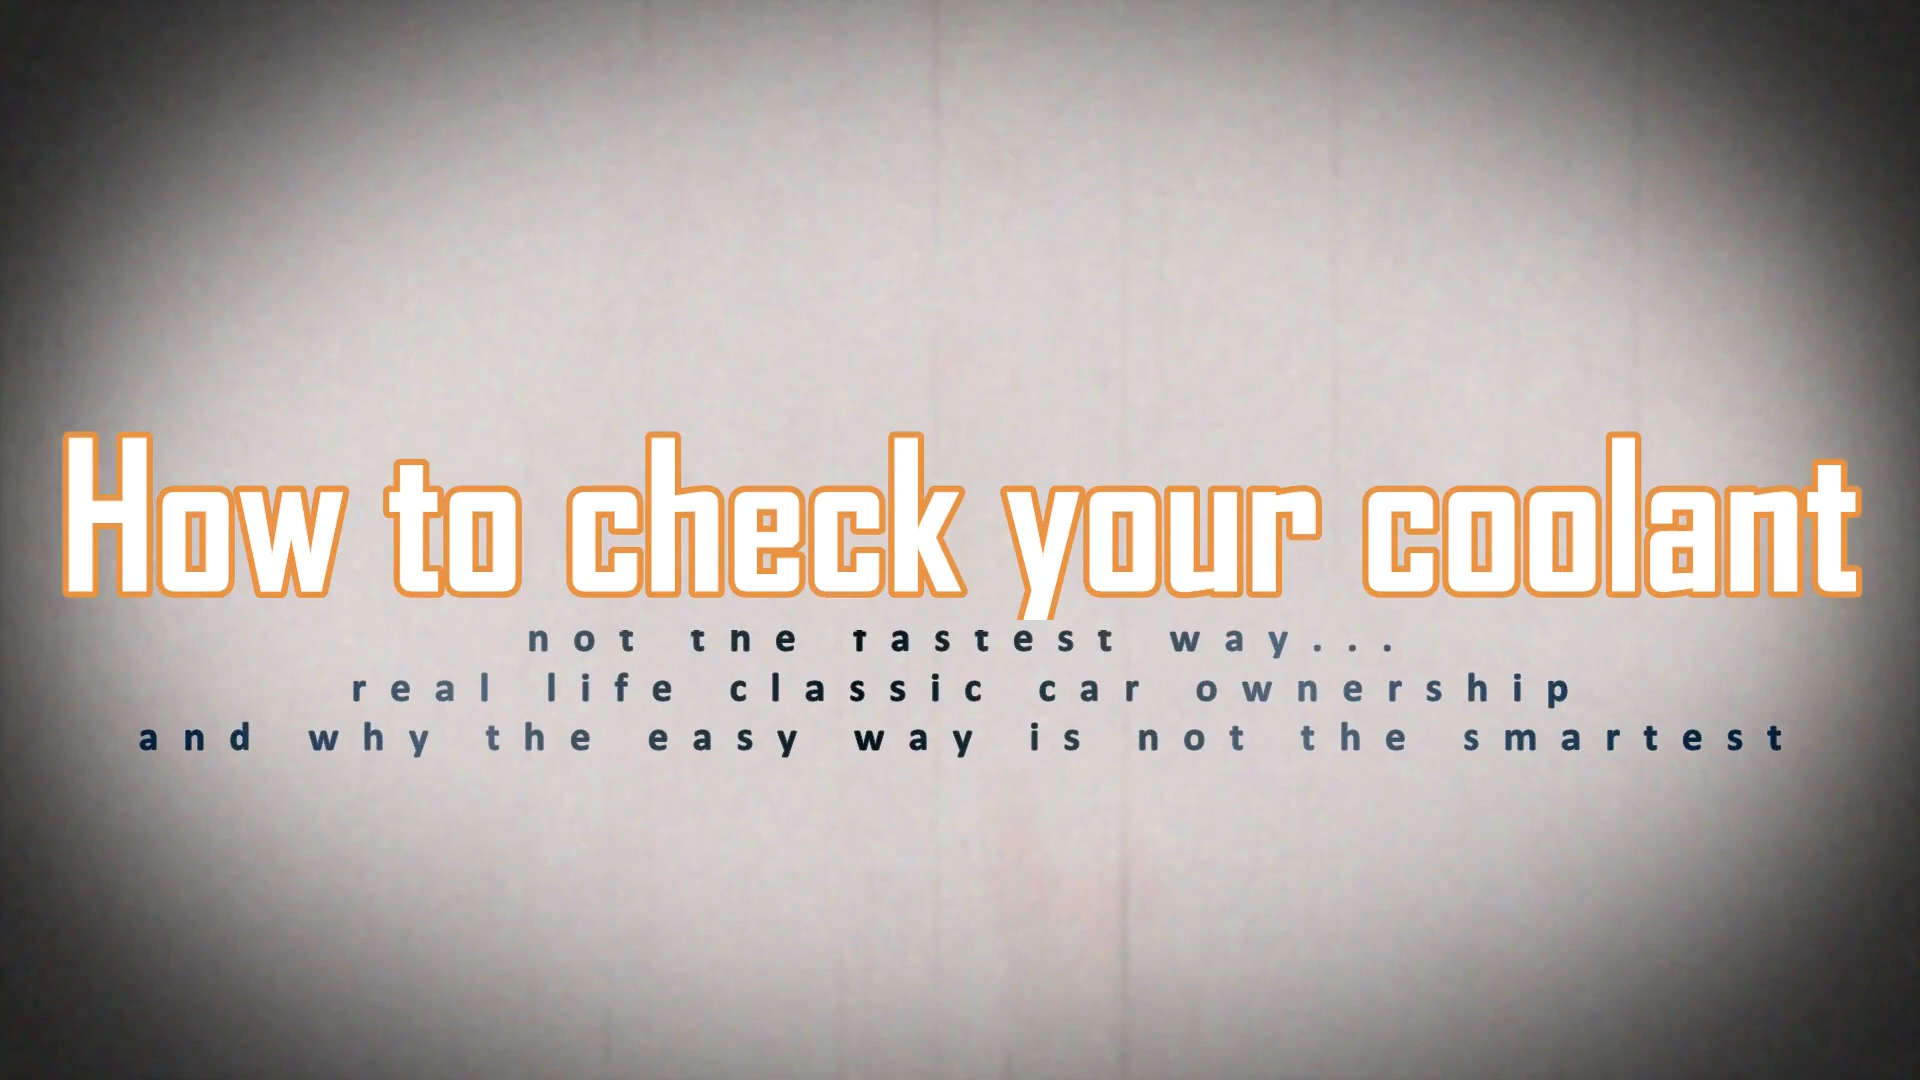 How to check your coolant
not the fastest way...
real life classic car ownership
and why the easy way is not the smartest